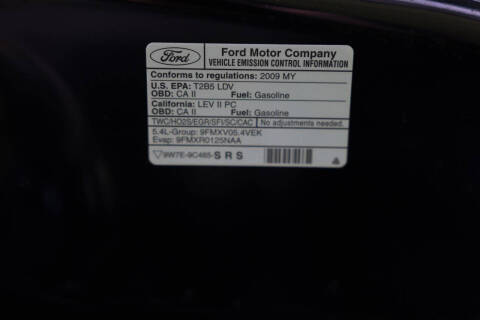 Ford
Ford Motor Company
VEHICLE EMISSION CONTROL INFORMATION
Conforms to regulations: 2009 MY
U.S. EPA: T2B5 LDV
OBD: CA II Fuel: Gasoline
California: LEV II PC
OBD: CA II Fuel: Gasoline
TWC/HO2S/EGR/SFI/SC/CAC No adjustments needed.
5.4L-Group: 9FMXV05.4VEK
Evap: 9FMXR0125NAA
9W7E-9C485-S R S